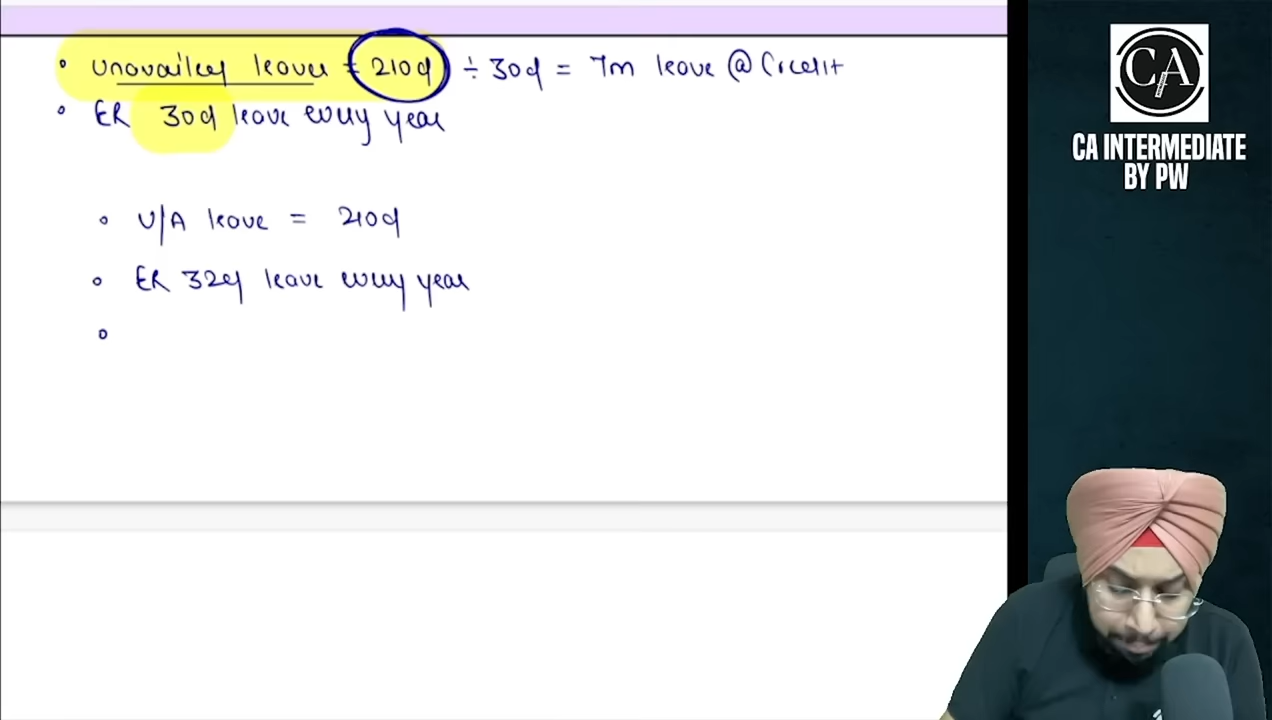 • Unavailed leaves = 210d ÷ 30d = 7m leave @ Credit
• ER 30d leave every year
• U/A leave = 210d
• ER 32d leave every year
•
CA
CA INTERMEDIATE
BY PW